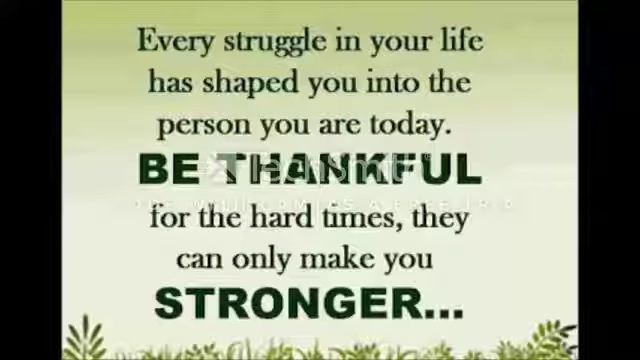 Every struggle in your life
has shaped you into the
person you are today.
BE THANKFUL
for the hard times, they
can only make you
STRONGER...